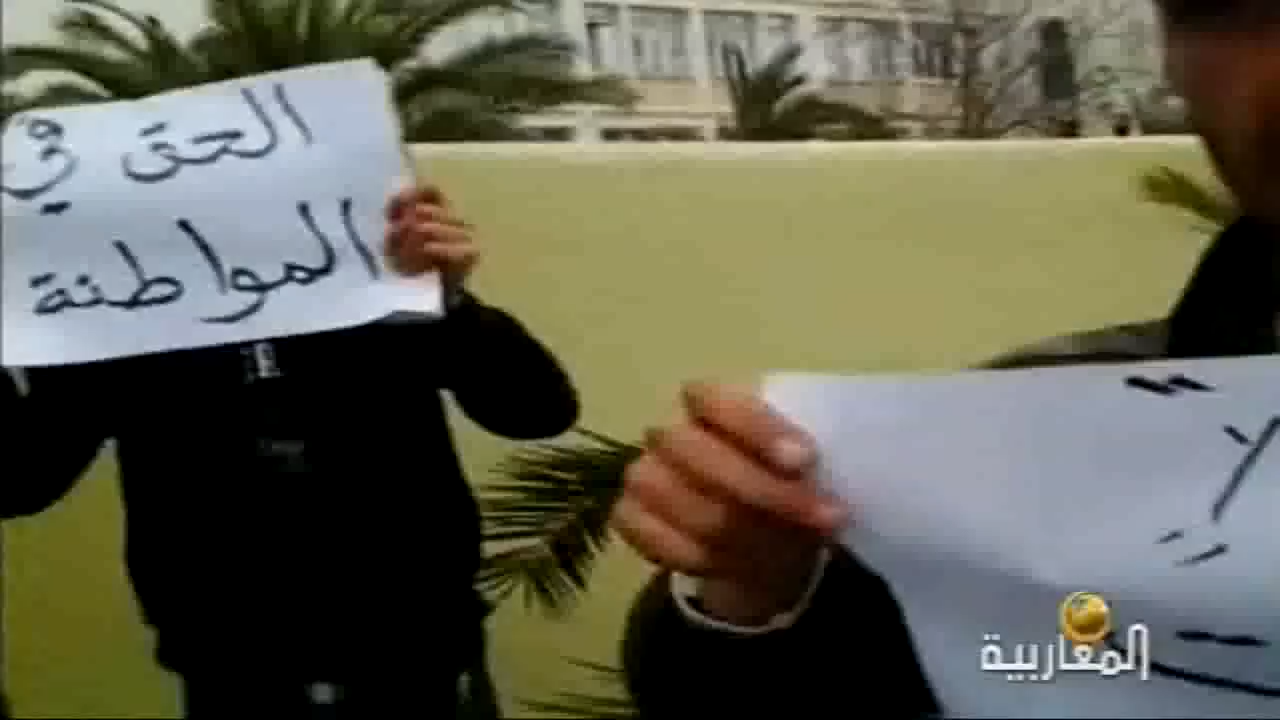 الحق في
المواطنة
المغاربية